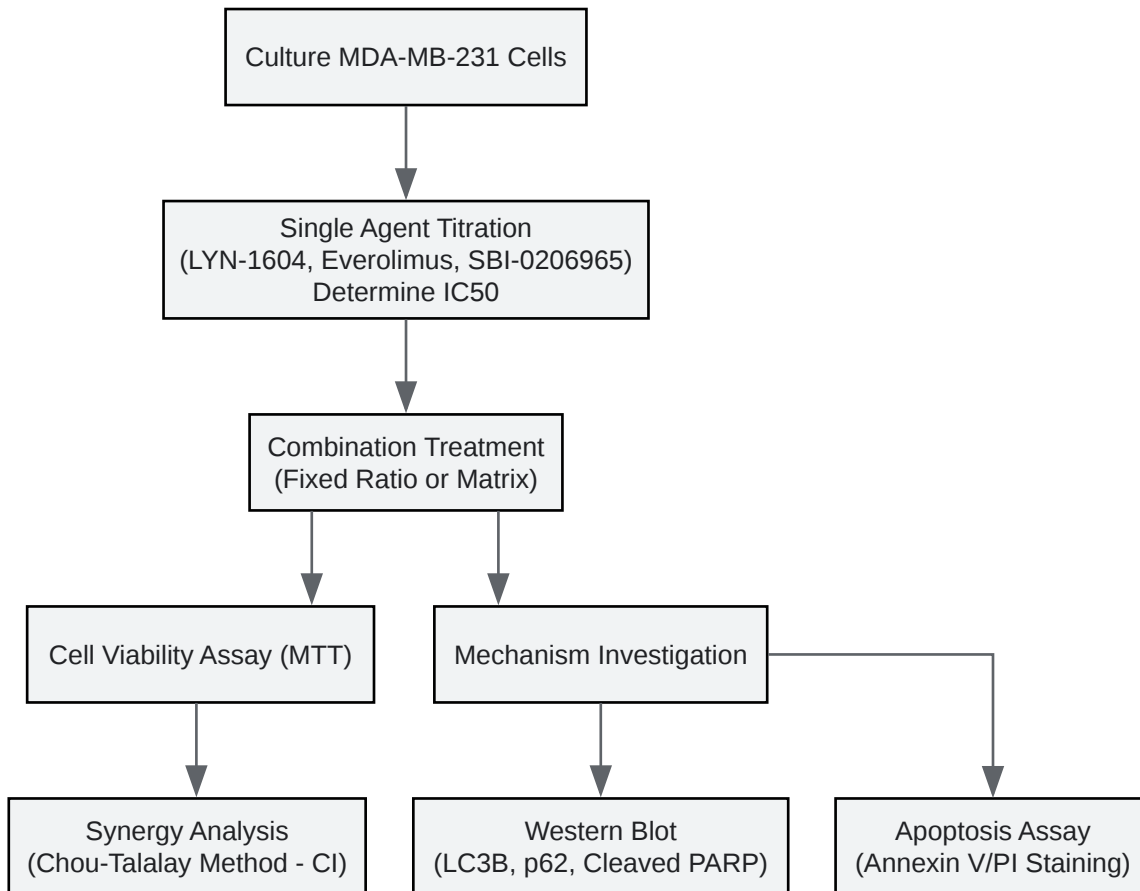 Culture MDA-MB-231 Cells
Single Agent Titration
(LYN-1604, Everolimus, SBI-0206965)
Determine IC50
Combination Treatment
(Fixed Ratio or Matrix)
Cell Viability Assay (MTT)
Mechanism Investigation
Synergy Analysis
(Chou-Talalay Method - CI)
Western Blot
(LC3B, p62, Cleaved PARP)
Apoptosis Assay
(Annexin V/PI Staining)